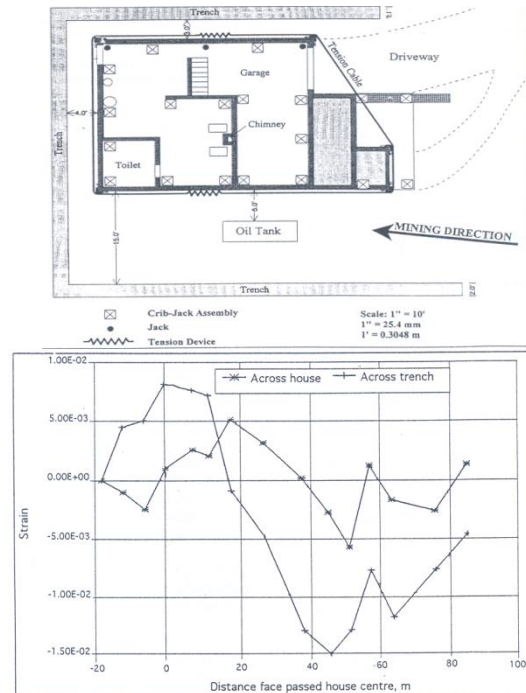 Trench
3.0'
Garage
Tension Cable
Driveway
4.0'
Trench
Chimney
Toilet
5.0'
15.0'
Oil Tank
MINING DIRECTION
Trench
Crib-Jack Assembly
Jack
Tension Device
Scale: 1" = 10'
1" = 25.4 mm
1' = 0.3048 m
1.00E-02
Across house
Across trench
5.00E-03
0.00E+00
Strain
-5.00E-03
-1.00E-02
-1.50E-02
-20
0
20
40
60
80
100
Distance face passed house centre, m